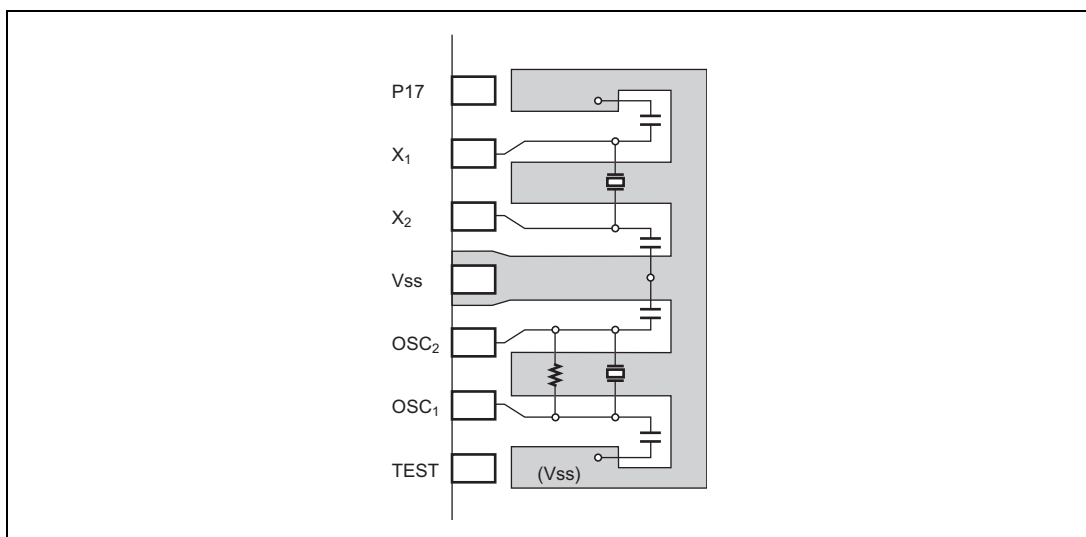 P17
X₁
X₂
Vss
OSC₂
OSC₁
TEST
(Vss)